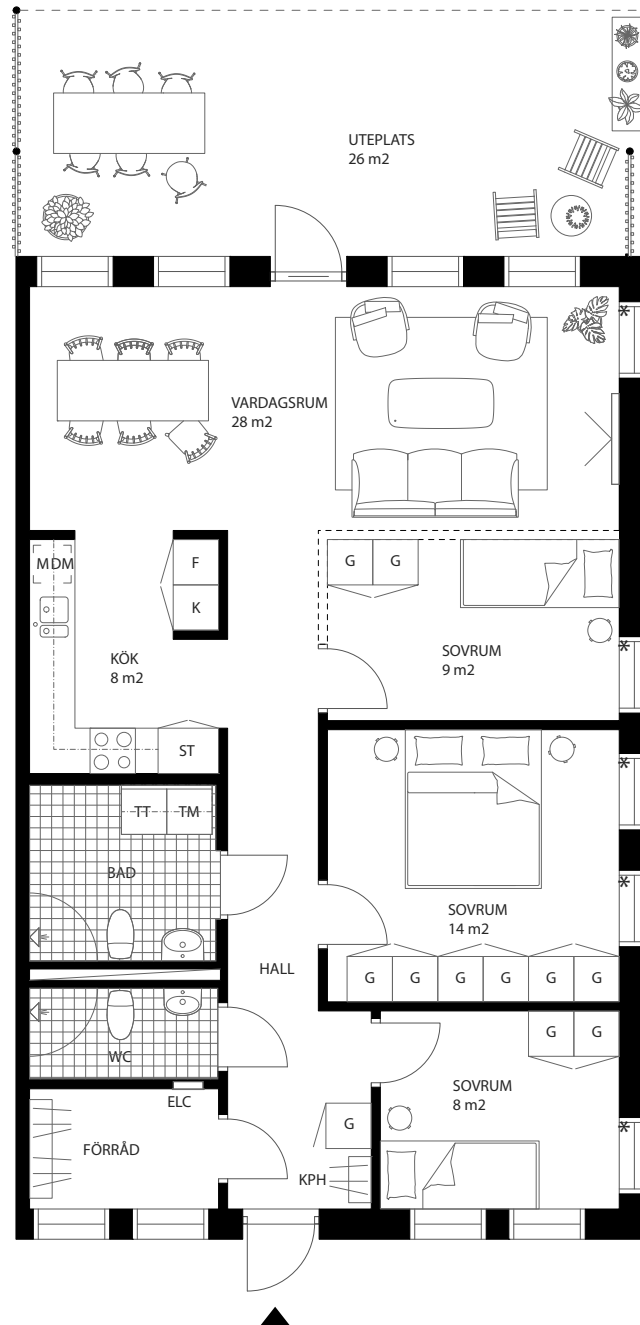 UTEPLATS
26 m2
VARDAGSRUM
28 m2
MDM
F
K
G G
KÖK
8 m2
SOVRUM
9 m2
ST
TT TM
BAD
SOVRUM
14 m2
HALL
G G G G G G
WC
G G
ELC
SOVRUM
8 m2
G
FÖRRÅD
KPH